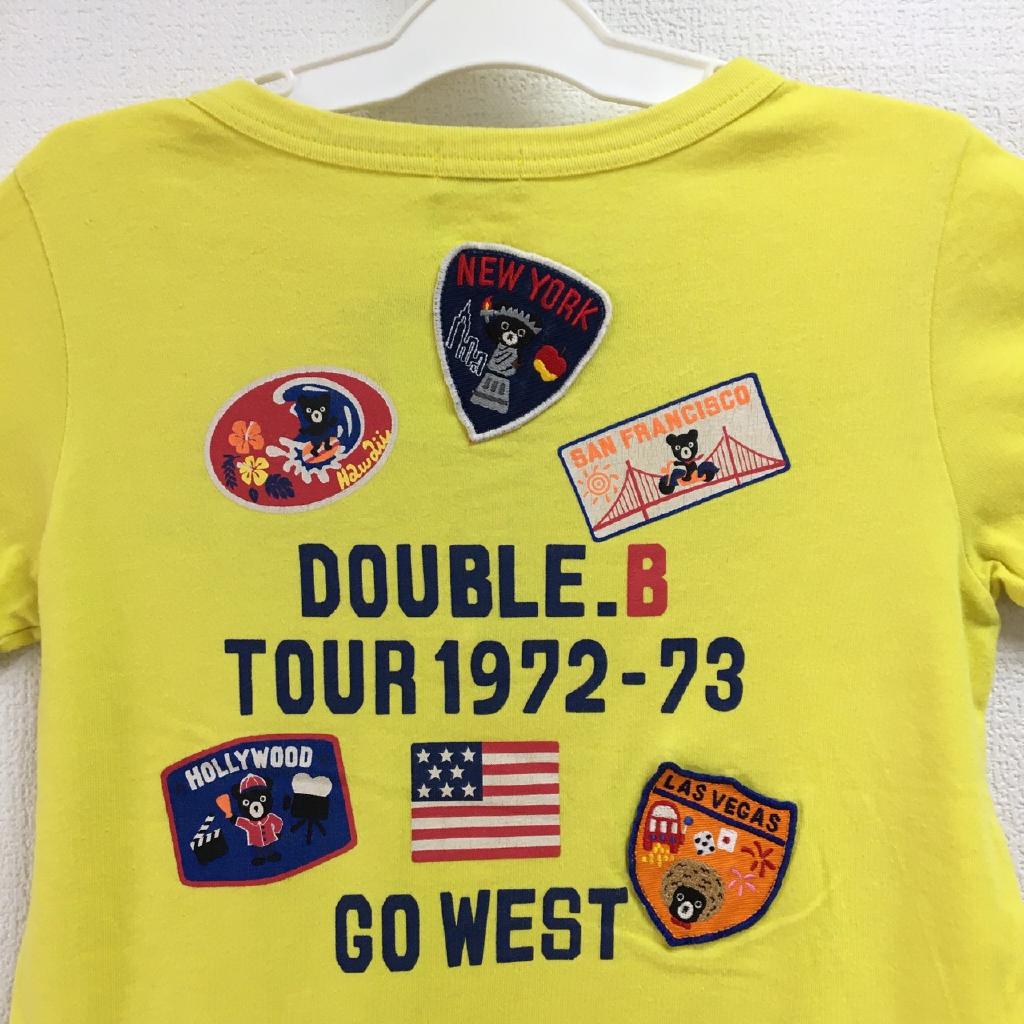 NEW YORK
Hawaii
SAN FRANCISCO
DOUBLE.B
TOUR 1972-73
HOLLYWOOD
LAS VEGAS
GO WEST